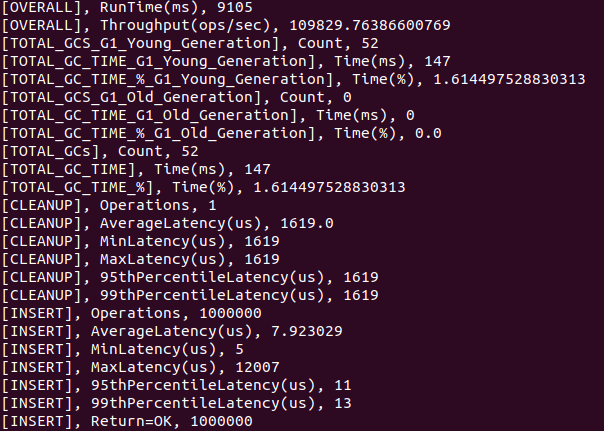 [OVERALL], RunTime(ms), 9105
[OVERALL], Throughput(ops/sec), 109829.76386600769
[TOTAL_GCS_G1_Young_Generation], Count, 52
[TOTAL_GC_TIME_G1_Young_Generation], Time(ms), 147
[TOTAL_GC_TIME_%_G1_Young_Generation], Time(%), 1.614497528830313
[TOTAL_GCS_G1_Old_Generation], Count, 0
[TOTAL_GC_TIME_G1_Old_Generation], Time(ms), 0
[TOTAL_GC_TIME_%_G1_Old_Generation], Time(%), 0.0
[TOTAL_GCs], Count, 52
[TOTAL_GC_TIME], Time(ms), 147
[TOTAL_GC_TIME_%], Time(%), 1.614497528830313
[CLEANUP], Operations, 1
[CLEANUP], AverageLatency(us), 1619.0
[CLEANUP], MinLatency(us), 1619
[CLEANUP], MaxLatency(us), 1619
[CLEANUP], 95thPercentileLatency(us), 1619
[CLEANUP], 99thPercentileLatency(us), 1619
[INSERT], Operations, 1000000
[INSERT], AverageLatency(us), 7.923029
[INSERT], MinLatency(us), 5
[INSERT], MaxLatency(us), 12007
[INSERT], 95thPercentileLatency(us), 11
[INSERT], 99thPercentileLatency(us), 13
[INSERT], Return=OK, 1000000